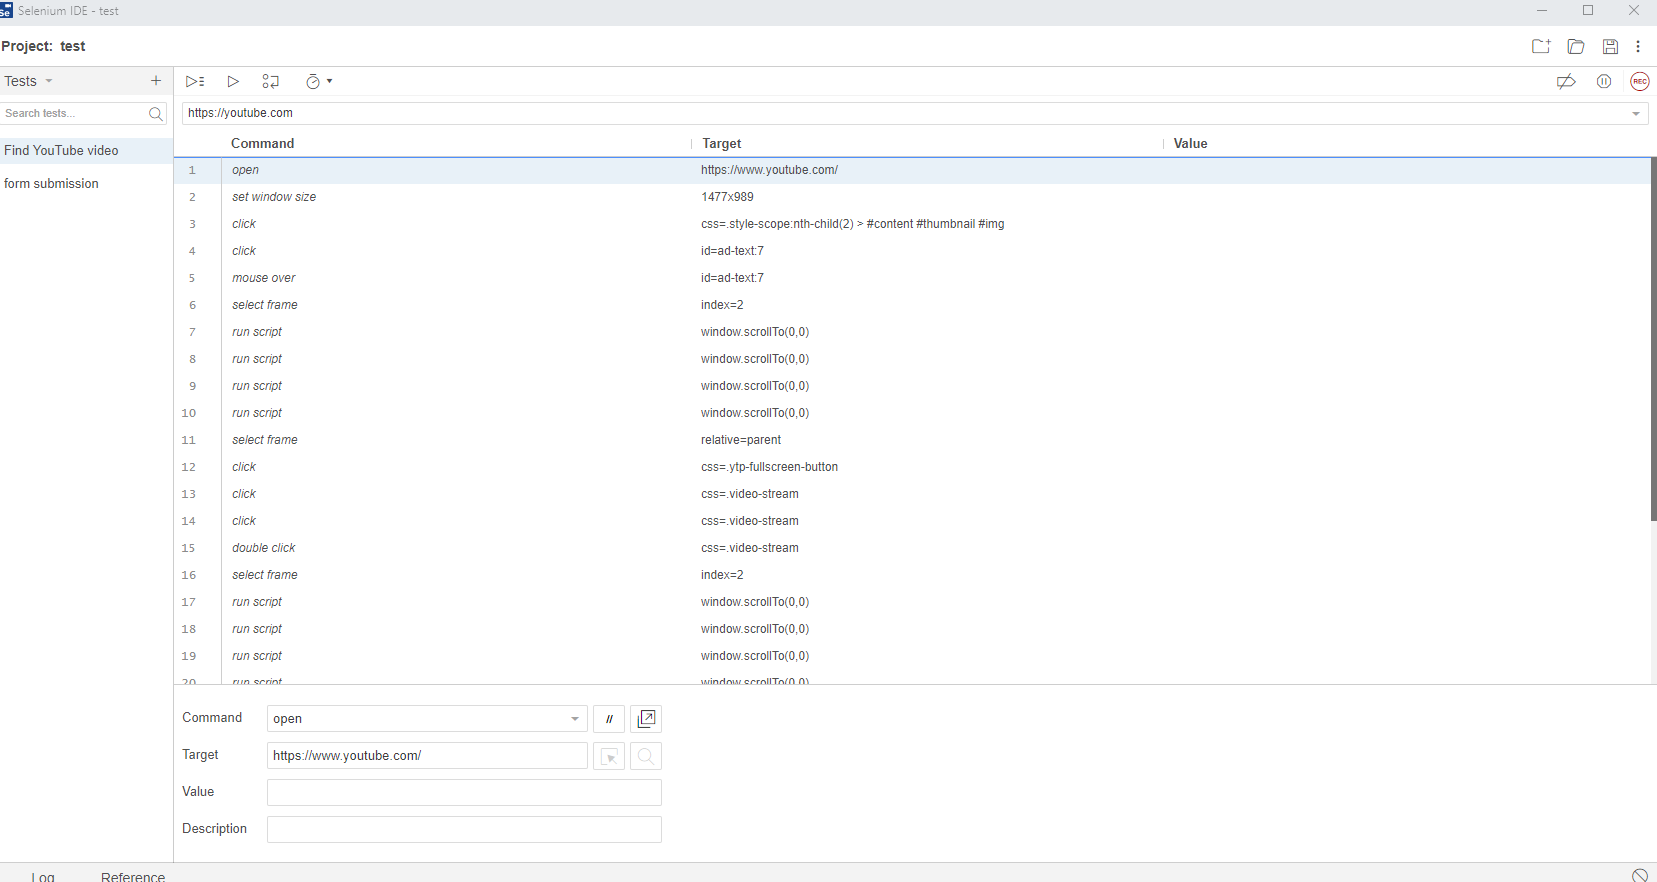 Selenium IDE - test
Project: test
Tests
Search tests...
Find YouTube video
form submission
REC
https://youtube.com
Command Target Value
1 open https://www.youtube.com/
2 set window size 1477x989
3 click css=.style-scope:nth-child(2) > #content #thumbnail #img
4 click id=ad-text:7
5 mouse over id=ad-text:7
6 select frame index=2
7 run script window.scrollTo(0,0)
8 run script window.scrollTo(0,0)
9 run script window.scrollTo(0,0)
10 run script window.scrollTo(0,0)
11 select frame relative=parent
12 click css=.ytp-fullscreen-button
13 click css=.video-stream
14 click css=.video-stream
15 double click css=.video-stream
16 select frame index=2
17 run script window.scrollTo(0,0)
18 run script window.scrollTo(0,0)
19 run script window.scrollTo(0,0)
20 run script window.scrollTo(0,0)
Command open //
Target https://www.youtube.com/
Value
Description
Log Reference